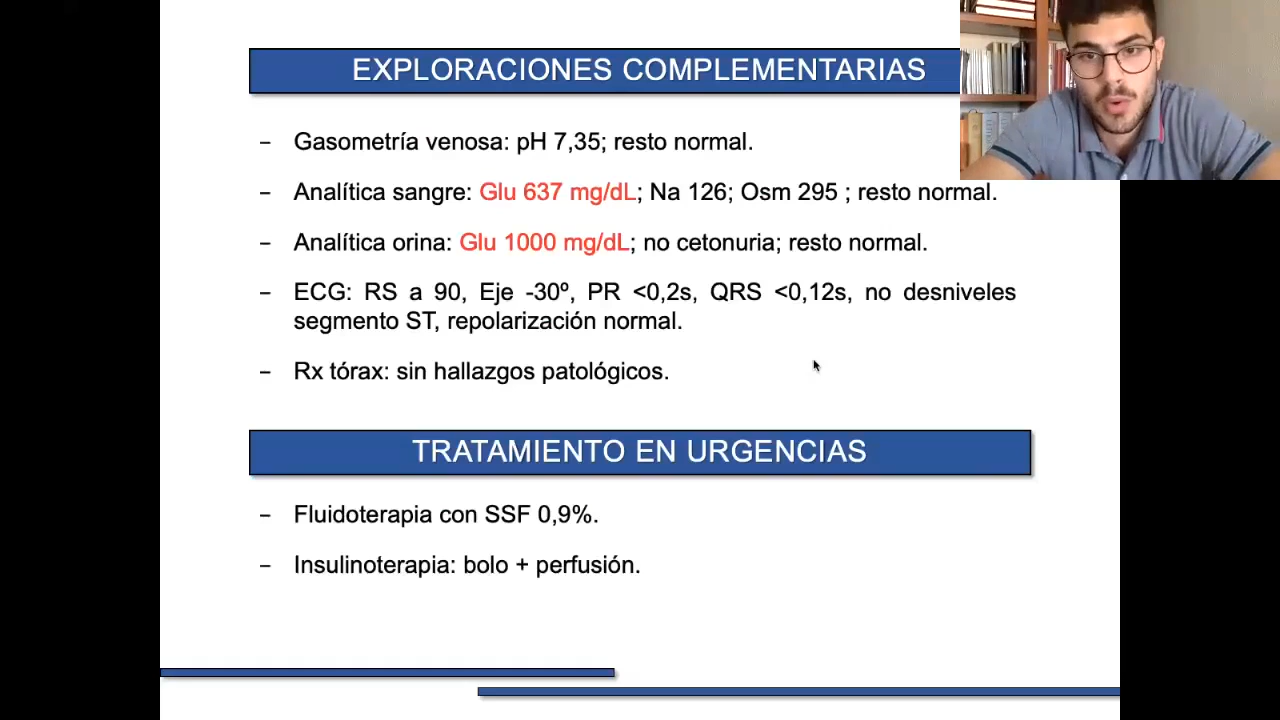 EXPLORACIONES COMPLEMENTARIAS
– Gasometría venosa: pH 7,35; resto normal.
– Analítica sangre: Glu 637 mg/dL; Na 126; Osm 295 ; resto normal.
– Analítica orina: Glu 1000 mg/dL; no cetonuria; resto normal.
– ECG: RS a 90, Eje -30º, PR <0,2s, QRS <0,12s, no desniveles
segmento ST, repolarización normal.
– Rx tórax: sin hallazgos patológicos.
TRATAMIENTO EN URGENCIAS
– Fluidoterapia con SSF 0,9%.
– Insulinoterapia: bolo + perfusión.